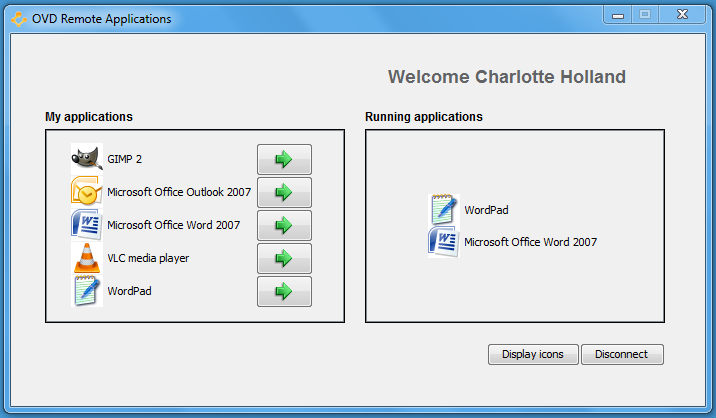 OVD Remote Applications
Welcome Charlotte Holland
My applications
GIMP 2
Microsoft Office Outlook 2007
Microsoft Office Word 2007
VLC media player
WordPad
Running applications
WordPad
Microsoft Office Word 2007
Display icons
Disconnect